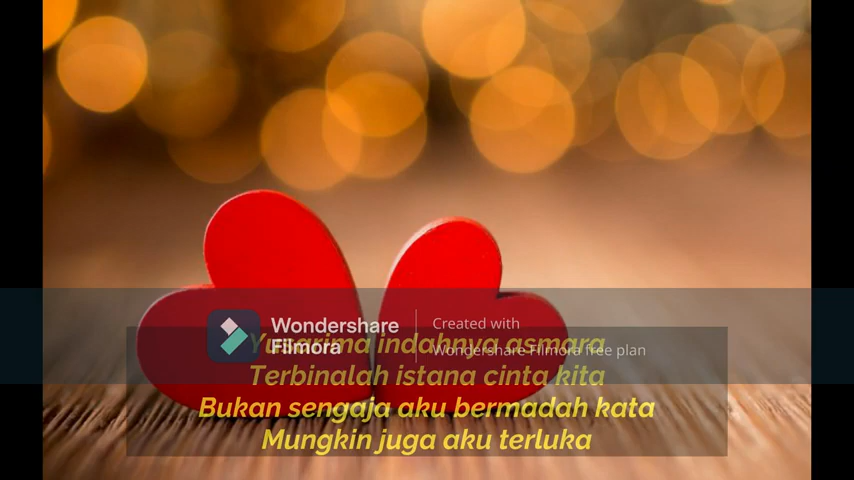 Wondershare
Filmora
Created with
Wondershare Filmora free plan
Yusarima indahnya asmara
Terbinalah istana cinta kita
Bukan sengaja aku bermadah kata
Mungkin juga aku terluka